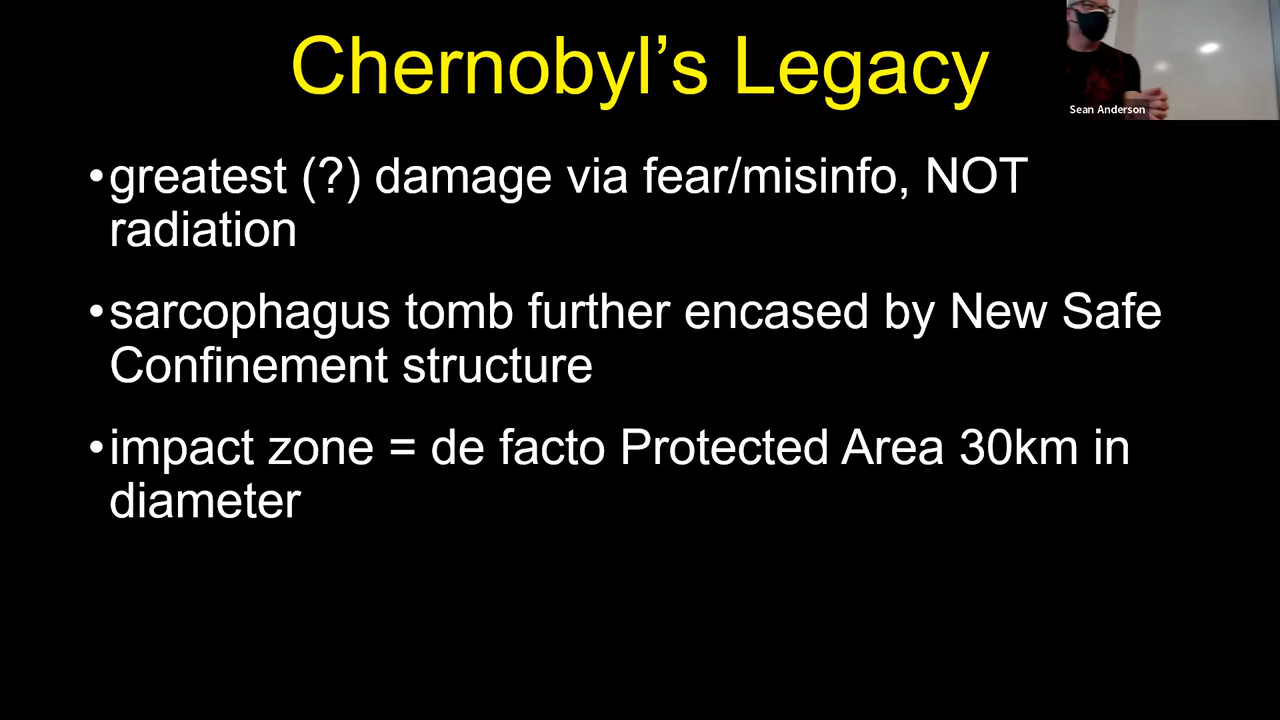 Chernobyl’s Legacy
Sean Anderson
•greatest (?) damage via fear/misinfo, NOT
radiation
•sarcophagus tomb further encased by New Safe
Confinement structure
•impact zone = de facto Protected Area 30km in
diameter